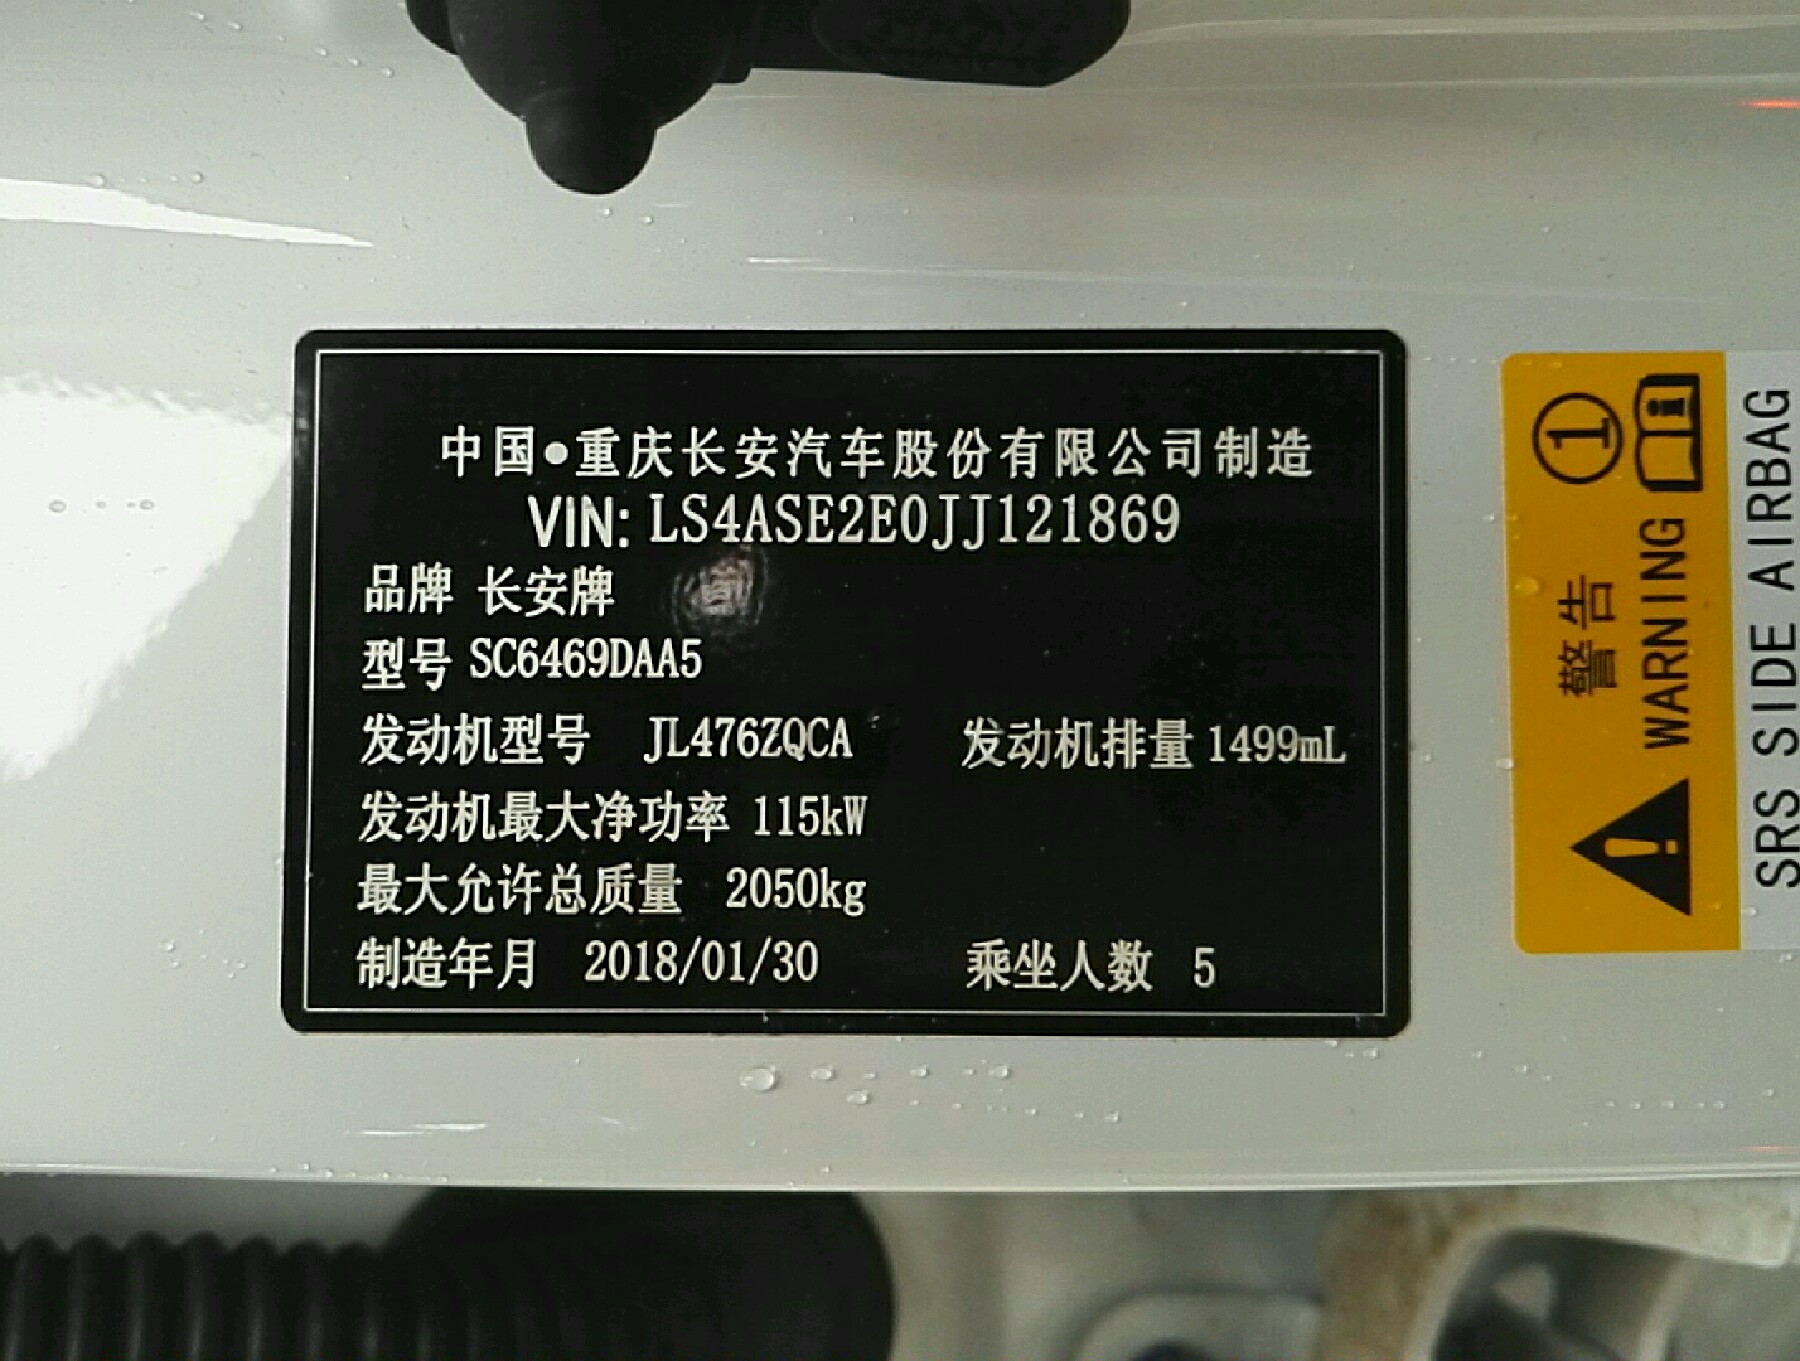 中国●重庆长安汽车股份有限公司制造
VIN: LS4ASE2E0JJ121869
品牌 长安牌
型号 SC6469DAA5
发动机型号 JL476ZQCA 发动机排量 1499mL
发动机最大净功率 115kW
最大允许总质量 2050kg
制造年月 2018/01/30 乘坐人数 5
①
警告
WARNING
SRS SIDE AIRBAG